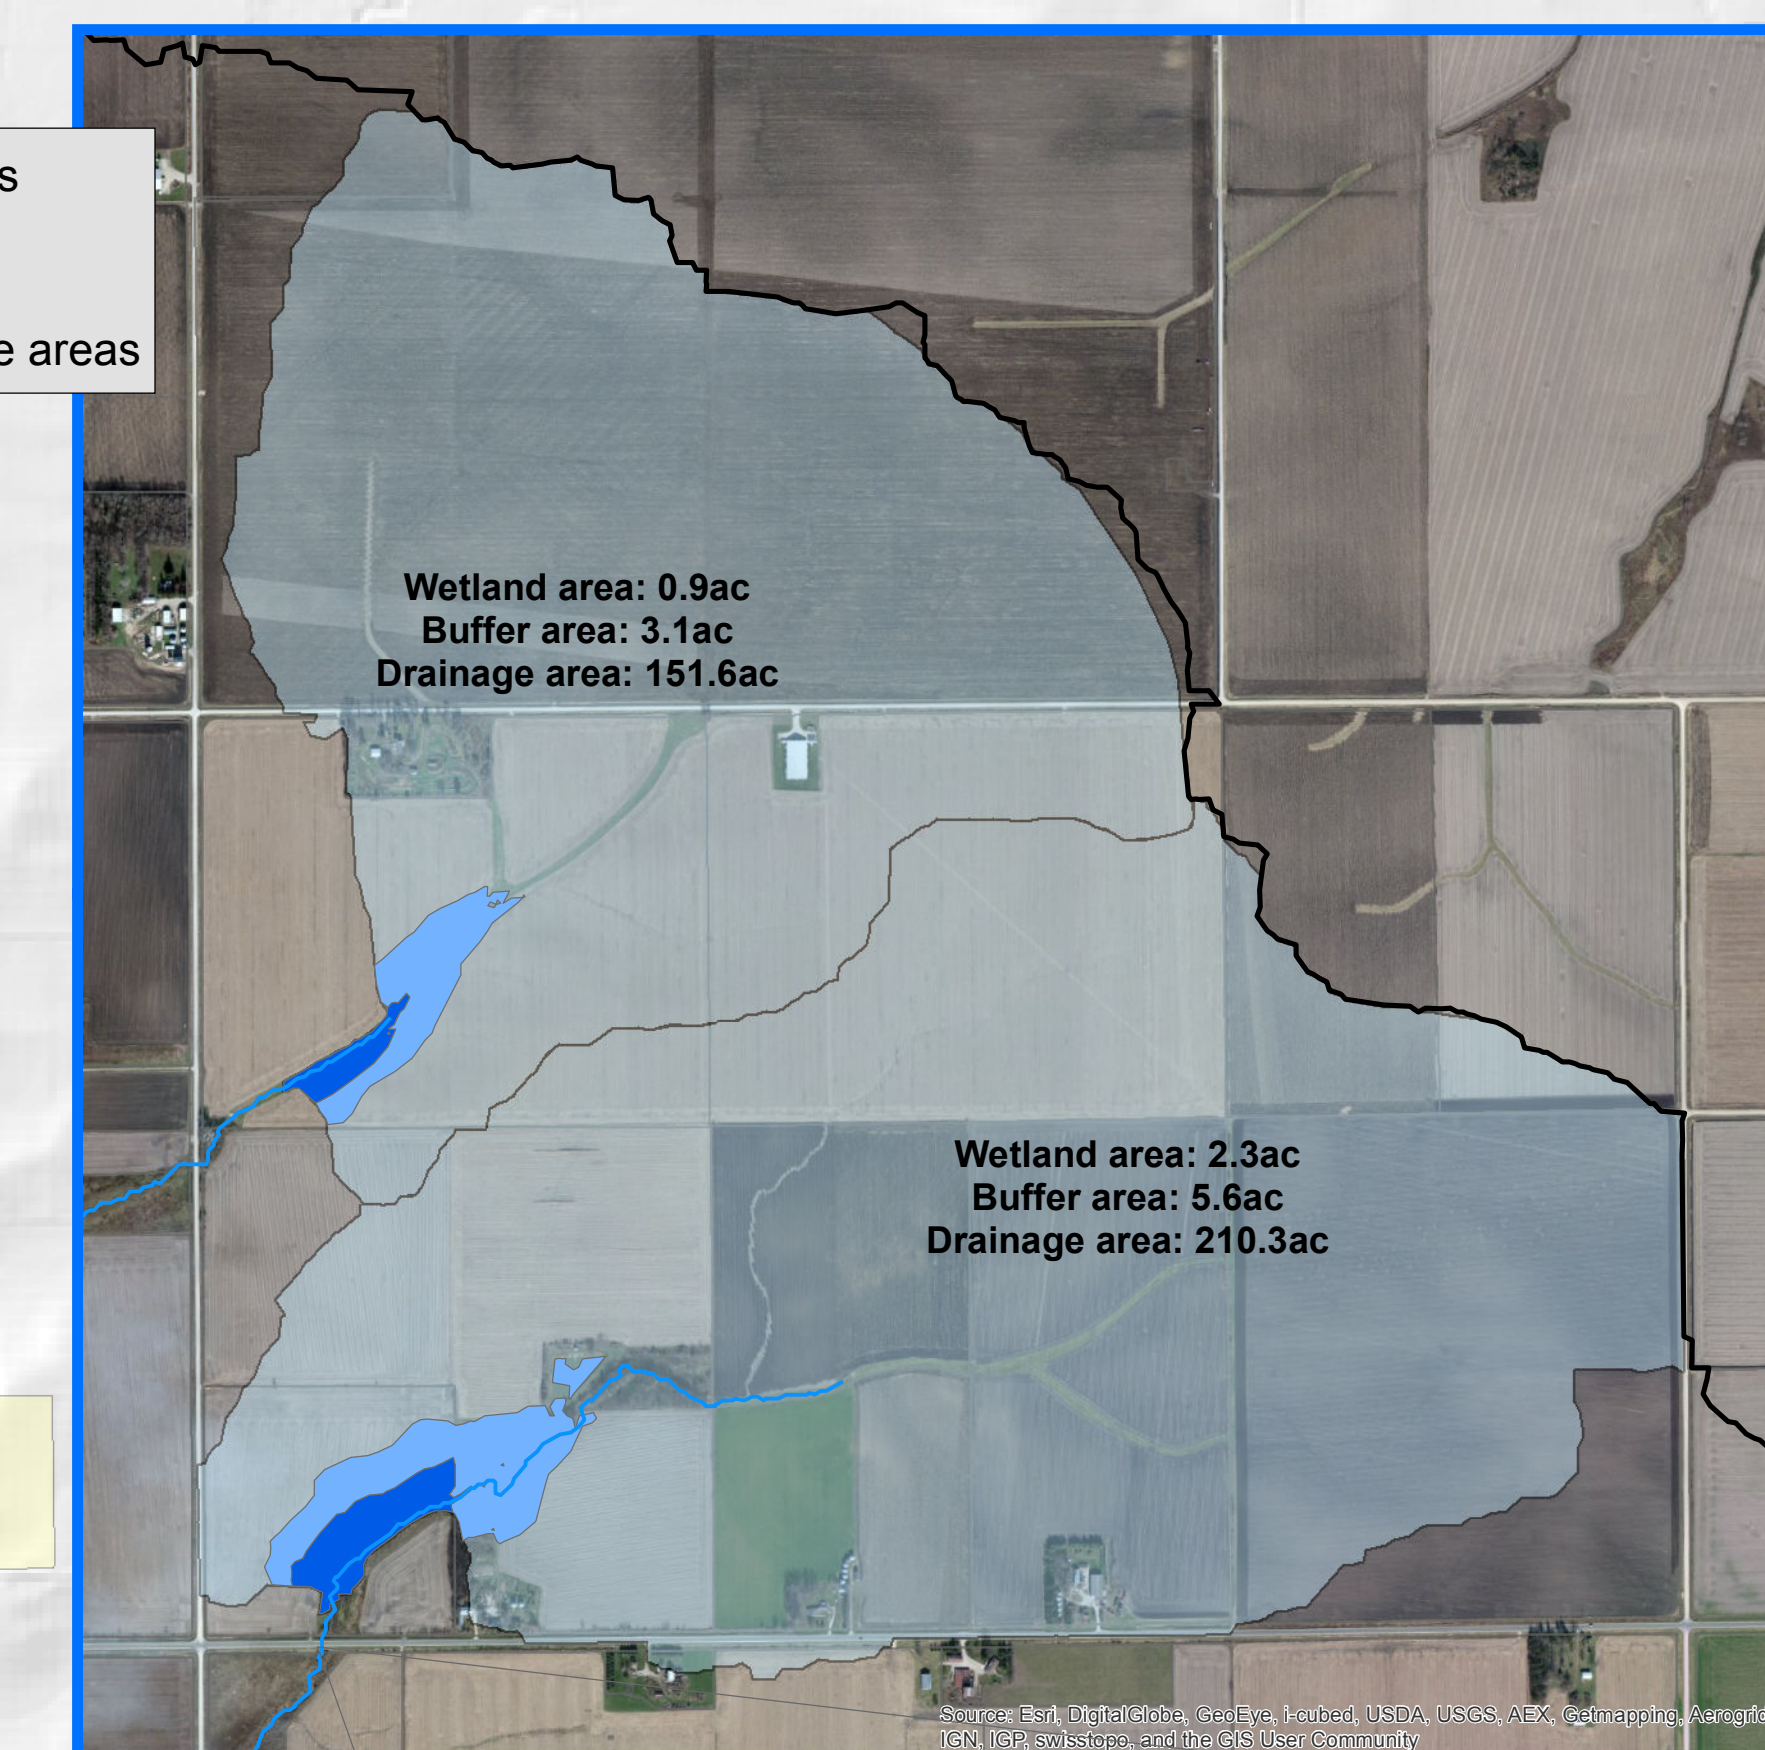 s
e areas
Wetland area: 0.9ac
Buffer area: 3.1ac
Drainage area: 151.6ac
Wetland area: 2.3ac
Buffer area: 5.6ac
Drainage area: 210.3ac
Source: Esri, DigitalGlobe, GeoEye, i-cubed, USDA, USGS, AEX, Getmapping, Aerogrid
IGN, IGP, swisstopo, and the GIS User Community